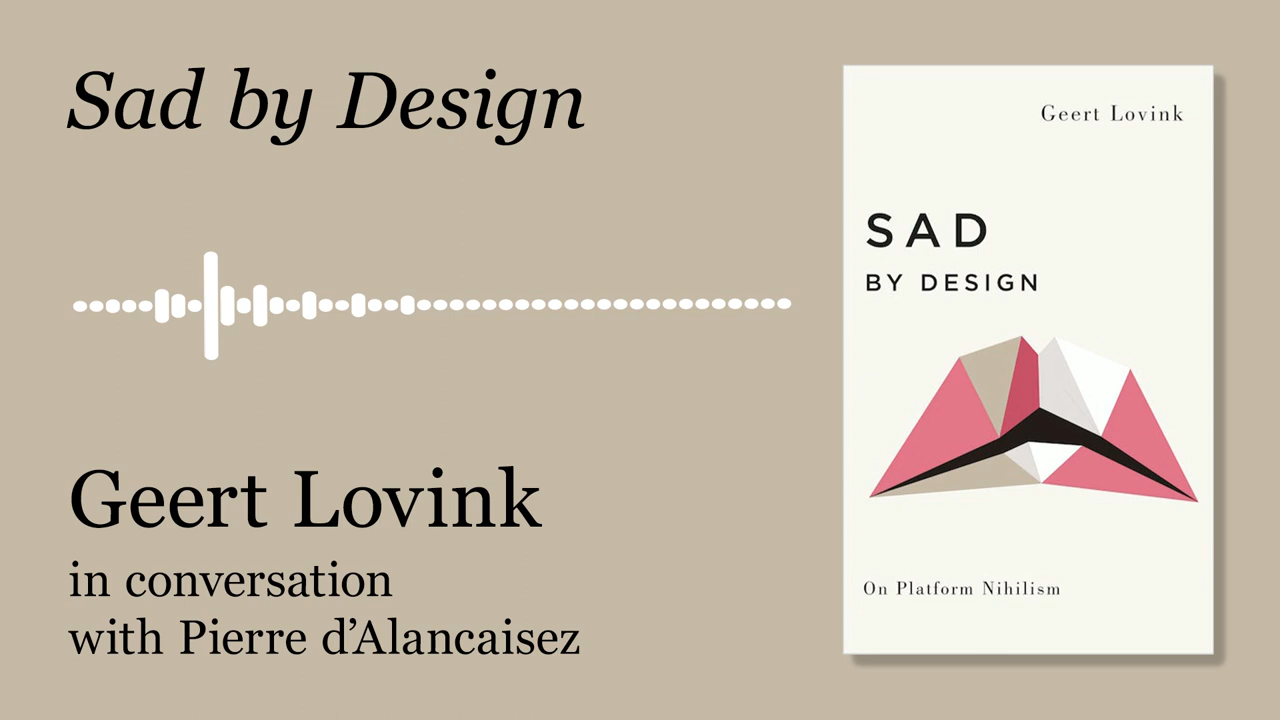 Sad by Design
Geert Lovink
in conversation
with Pierre d’Alancaisez
Geert Lovink
SAD
BY DESIGN
On Platform Nihilism